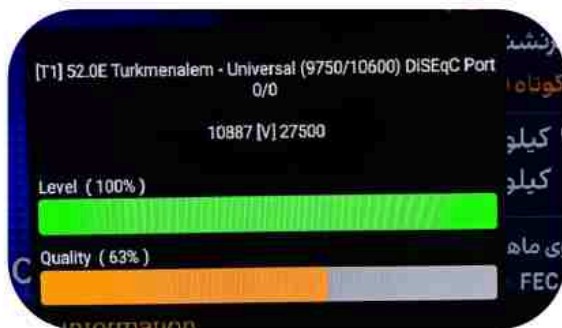 [T1] 52.0E Turkmenalem - Universal (9750/10600) DiSEqC Port
0/0
10887 [V] 27500
Level ( 100% )
Quality ( 63% )
کیلو
کیلو
FEC
Information